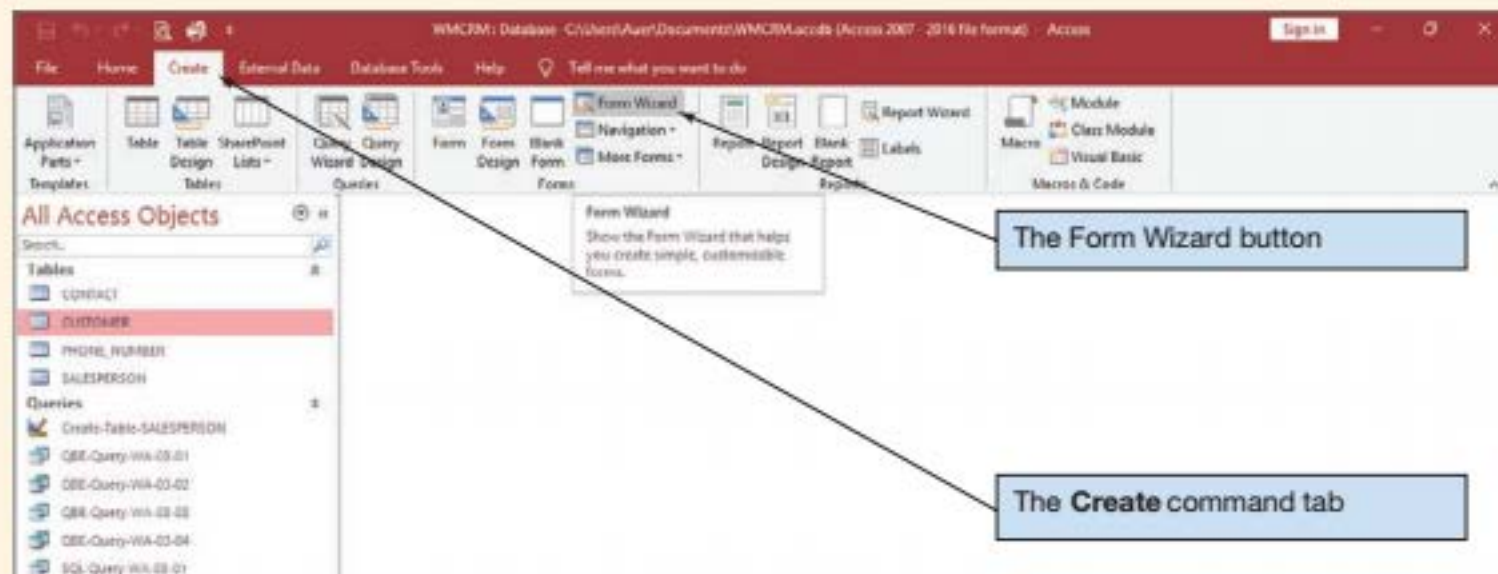 WMCRM : Database- C:\Users\Auer\Documents\WMCRM.accdb (Access 2007 - 2016 file format) - Access
Sign in
File Home Create External Data Database Tools Help Tell me what you want to do
Application Parts
Table
Table Design
SharePoint Lists
Query Wizard
Query Design
Form
Form Design
Blank Form
Form Wizard
Navigation
More Forms
Report
Report Design
Blank Report
Report Wizard
Labels
Macro
Module
Class Module
Visual Basic
Templates
Tables
Queries
Forms
Reports
Macros & Code
All Access Objects
Search...
Tables
CONTACT
CUSTOMER
PHONE_NUMBER
SALESPERSON
Queries
Create-Table-SALESPERSON
QBE-Query-WA-03-01
QBE-Query-WA-03-02
QBE-Query-WA-03-04
SQL-Query-WA-03-01
Form Wizard
Show the Form Wizard that helps
you create simple, customizable
forms.
The Form Wizard button
The Create command tab